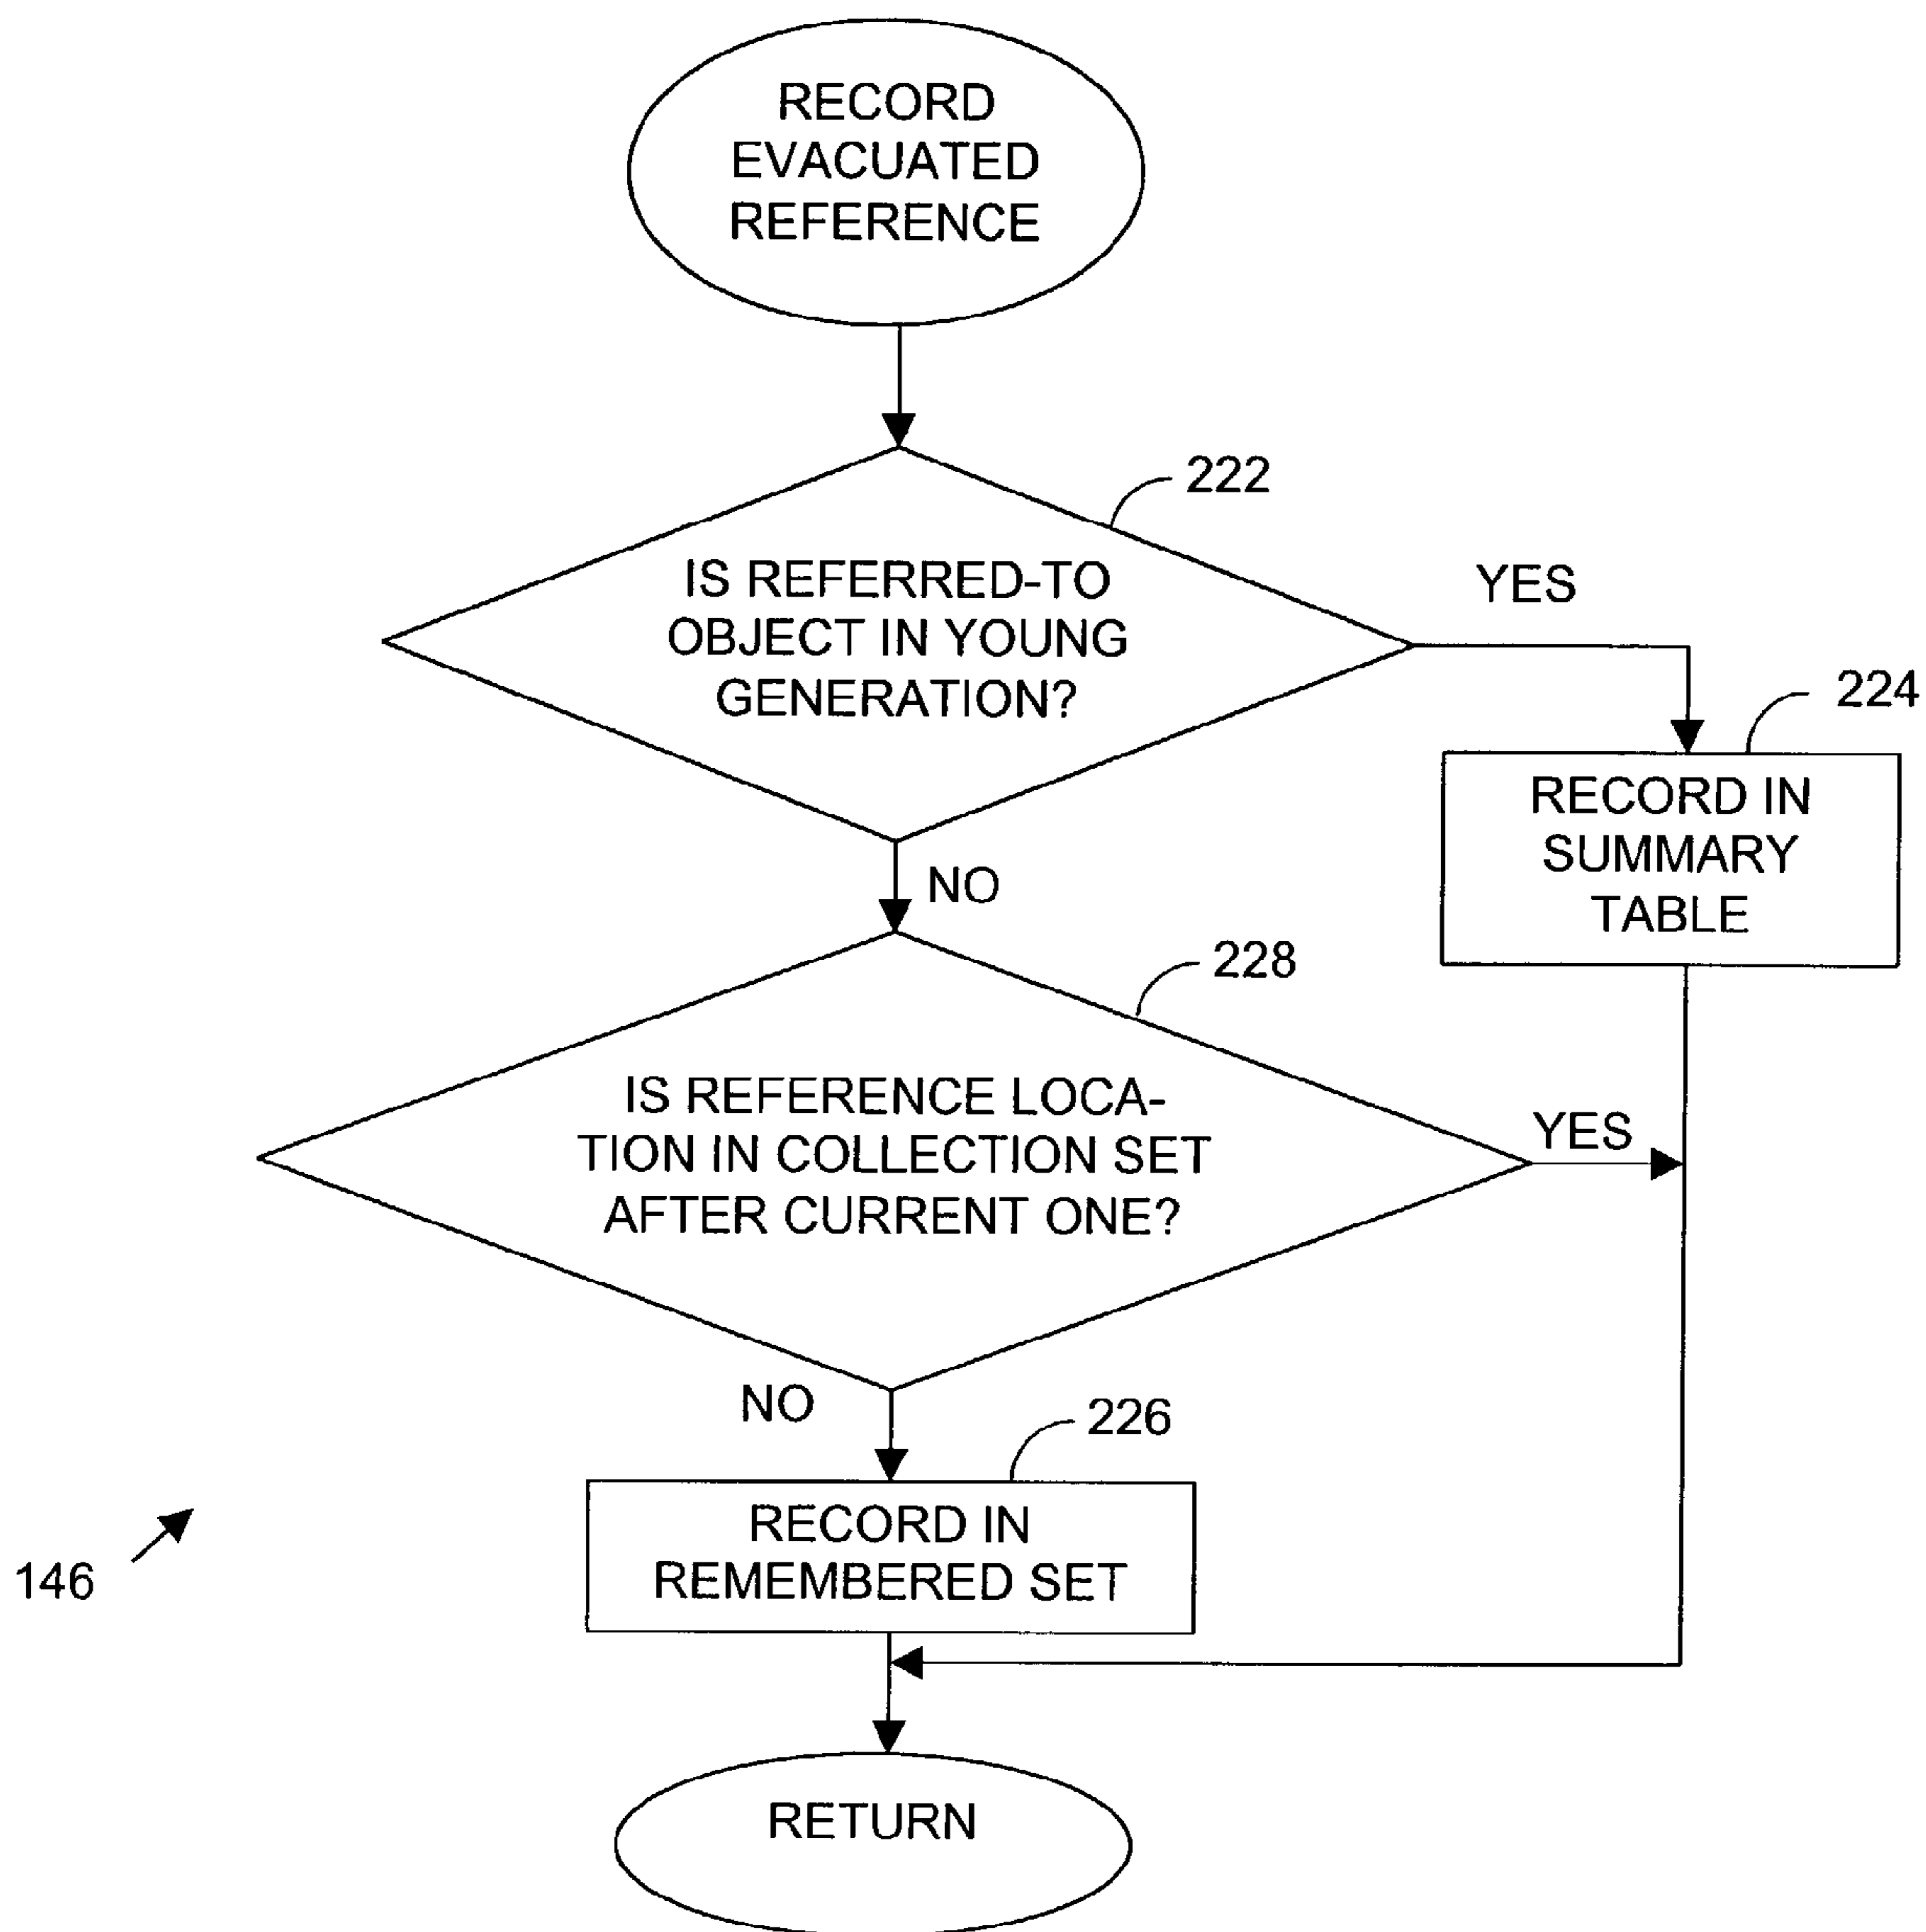 RECORD
EVACUATED
REFERENCE
222
IS REFERRED-TO
OBJECT IN YOUNG
GENERATION?
YES
224
RECORD IN
SUMMARY
TABLE
NO
228
IS REFERENCE LOCA-
TION IN COLLECTION SET
AFTER CURRENT ONE?
YES
NO
226
RECORD IN
REMEMBERED SET
146
RETURN